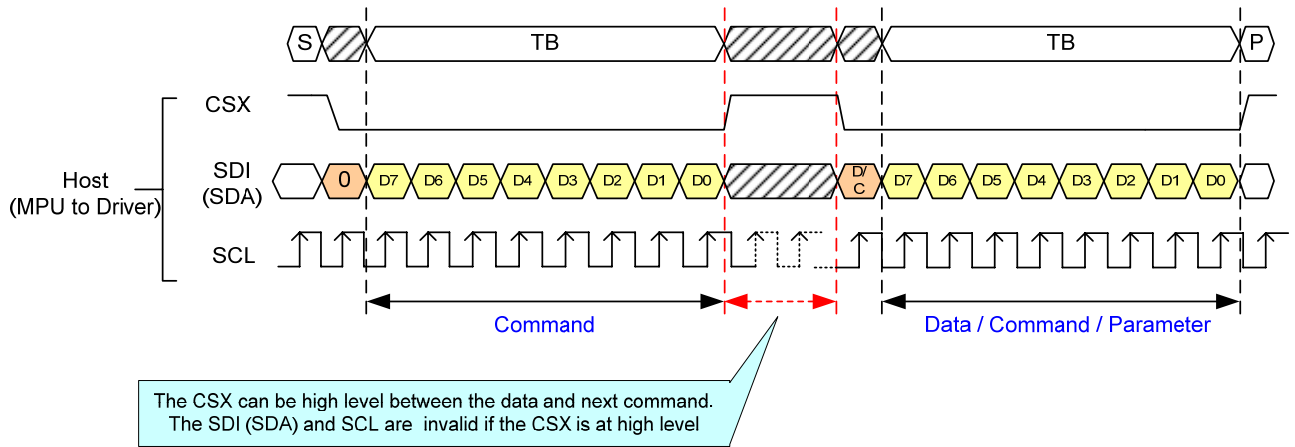 S TB TB P
CSX
SDI
(SDA)
0 D7 D6 D5 D4 D3 D2 D1 D0 D/
C D7 D6 D5 D4 D3 D2 D1 D0
Host
(MPU to Driver)
SCL
Command Data / Command / Parameter
The CSX can be high level between the data and next command.
The SDI (SDA) and SCL are invalid if the CSX is at high level